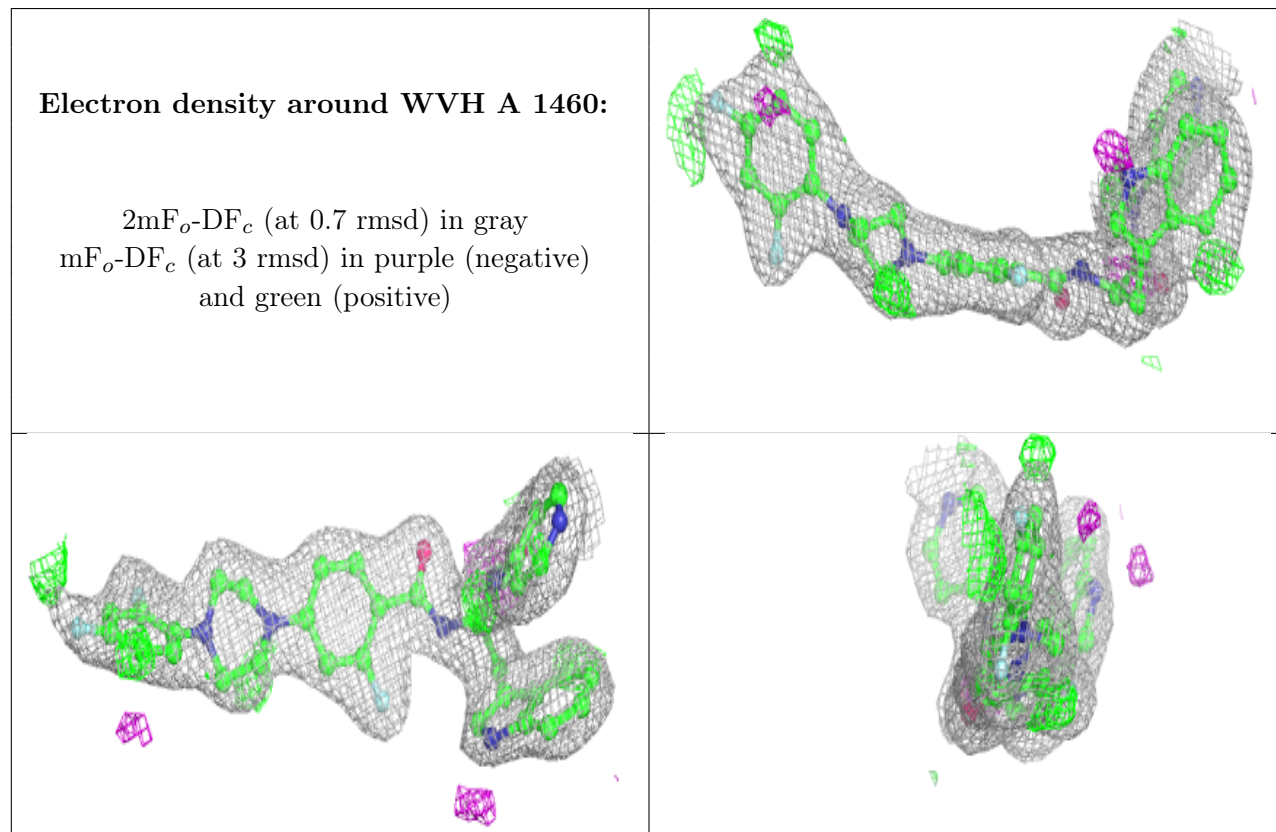 Electron density around WVH A 1460:
2mFo-DFc (at 0.7 rmsd) in gray
mFo-DFc (at 3 rmsd) in purple (negative)
and green (positive)